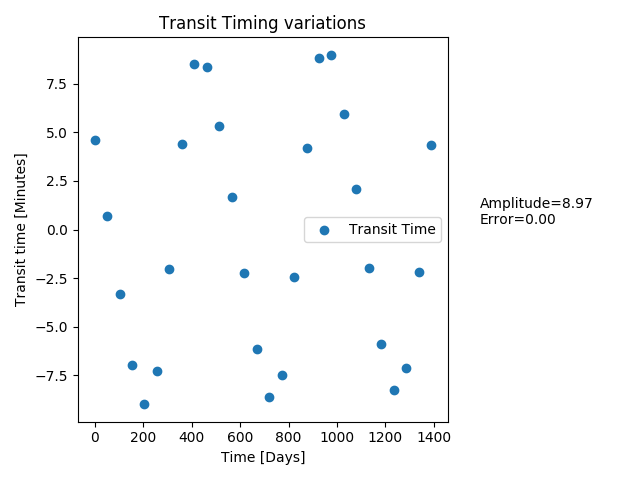 Transit Timing variations
Transit time [Minutes]
7.5
5.0
2.5
0.0
−2.5
−5.0
−7.5
Transit Time
Amplitude=8.97
Error=0.00
0 200 400 600 800 1000 1200 1400
Time [Days]